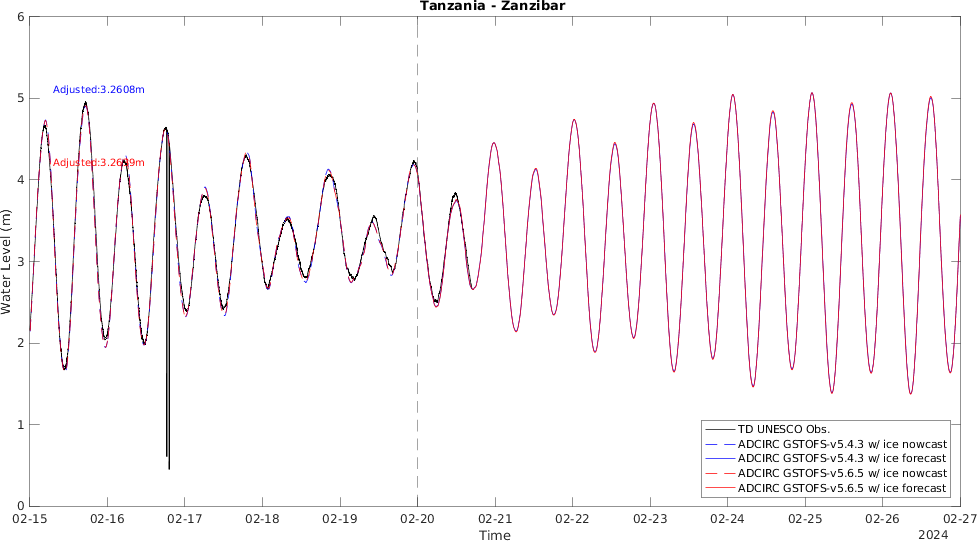 Tanzania - Zanzibar
6
5
4
3
2
1
0
Water Level (m)
Adjusted:3.2608m
TD UNESCO Obs.
ADCIRC GSTOFS-v5.4.3 w/ ice nowcast
ADCIRC GSTOFS-v5.4.3 w/ ice forecast
ADCIRC GSTOFS-v5.6.5 w/ ice nowcast
ADCIRC GSTOFS-v5.6.5 w/ ice forecast
02-15 02-16 02-17 02-18 02-19 02-20 02-21 02-22 02-23 02-24 02-25 02-26 02-27
Time
2024